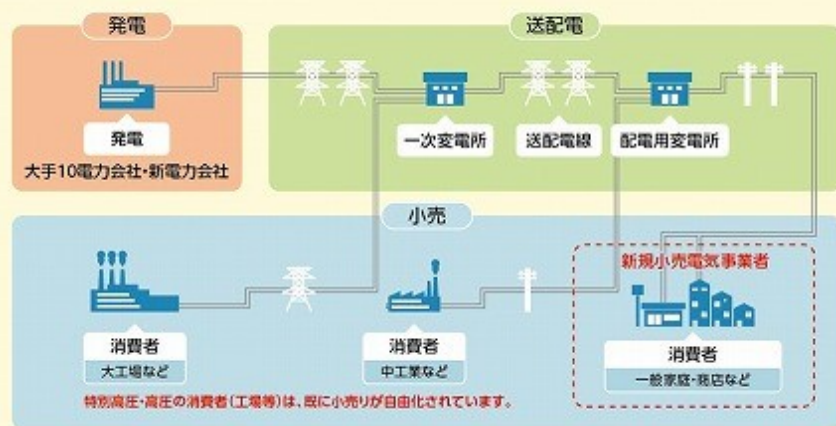 発電
送配電
発電
大手10電力会社・新電力会社
一次変電所
送配電線
配電用変電所
小売
新規小売電気事業者
消費者
大工場など
消費者
中工業など
消費者
一般家庭・商店など
特別高圧・高圧の消費者(工場等)は、既に小売りが自由化されています。